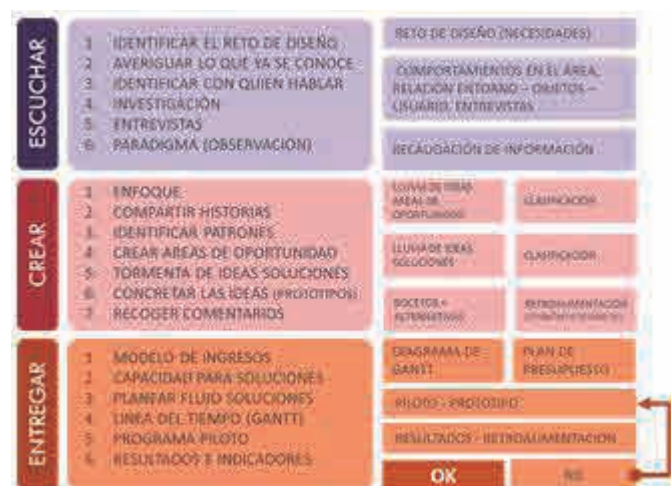 ESCUCHAR
1 IDENTIFICAR EL RETO DE DISEÑO
2 AVERIGUAR LO QUE YA SE CONOCE
3 IDENTIFICAR CON QUIEN HABLAR
4 INVESTIGACIÓN
5 ENTREVISTAS
6 PARADIGMA (OBSERVACIÓN)
RETO DE DISEÑO (NECESIDADES)
COMPORTAMIENTOS EN EL ÁREA,
RELACIÓN ENTORNO – OBJETOS –
USUARIO, ENTREVISTAS
RECAUDACIÓN DE INFORMACIÓN
CREAR
1 ENFOQUE
2 COMPARTIR HISTORIAS
3 IDENTIFICAR PATRONES
4 CREAR AREAS DE OPORTUNIDAD
5 TORMENTA DE IDEAS SOLUCIONES
6 CONCRETAR LAS IDEAS (PROTOTIPOS)
7 RECOGER COMENTARIOS
LLUVIA DE IDEAS
AREAS DE
OPORTUNIDAD
CLASIFICACIÓN
LLUVIA DE IDEAS
SOLUCIONES
CLASIFICACIÓN
BOCETOS +
ALTERNATIVAS
RETROALIMENTACIÓN
ENTREGAR
1 MODELO DE INGRESOS
2 CAPACIDAD PARA SOLUCIONES
3 PLANEAR FLUJO SOLUCIONES
4 LINEA DEL TIEMPO (GANTT)
5 PROGRAMA PILOTO
6 RESULTADOS E INDICADORES
DIAGRAMA DE
GANTT
PLAN DE
PRESUPUESTO
PILOTO - PROTOTIPO
RESULTADOS - RETROALIMENTACIÓN
OK
NO